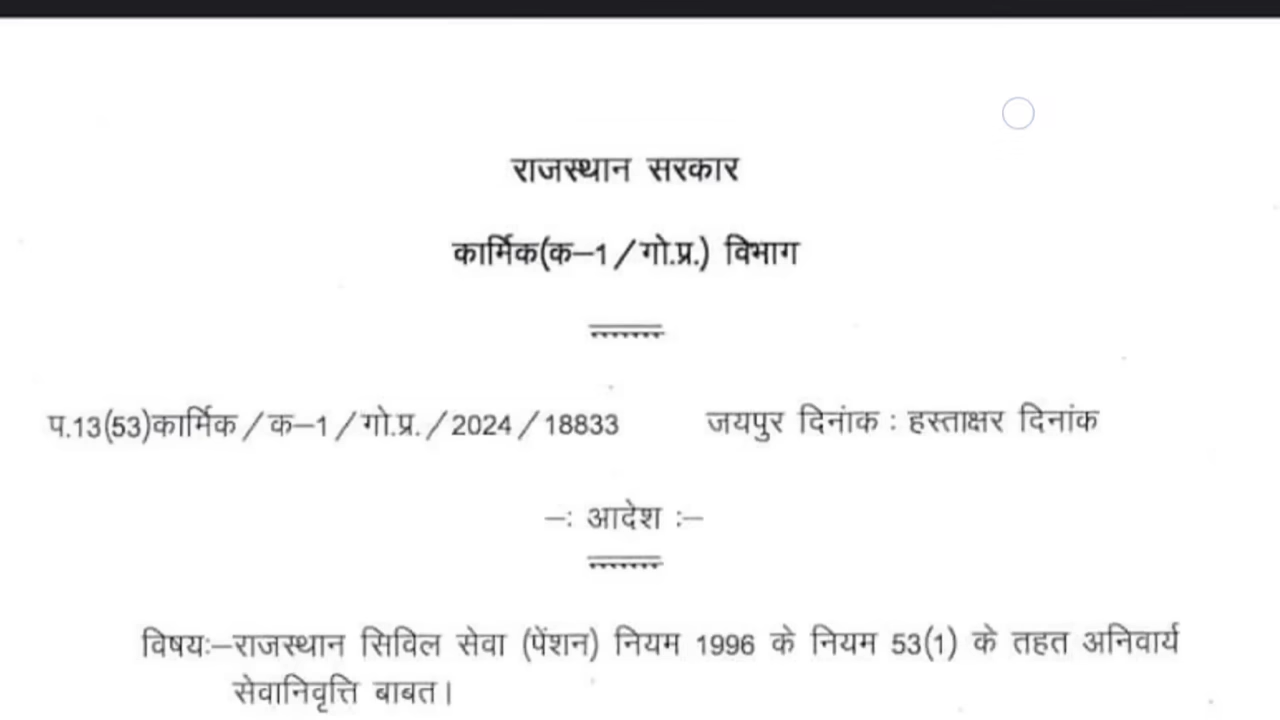 राजस्थान सरकार
कार्मिक(क–1/गो.प्र.) विभाग
प.13(53)कार्मिक/क–1/गो.प्र./2024/18833 जयपुर दिनांक : हस्ताक्षर दिनांक
–: आदेश :–
विषयः–राजस्थान सिविल सेवा (पेंशन) नियम 1996 के नियम 53(1) के तहत अनिवार्य
सेवानिवृत्ति बाबत।